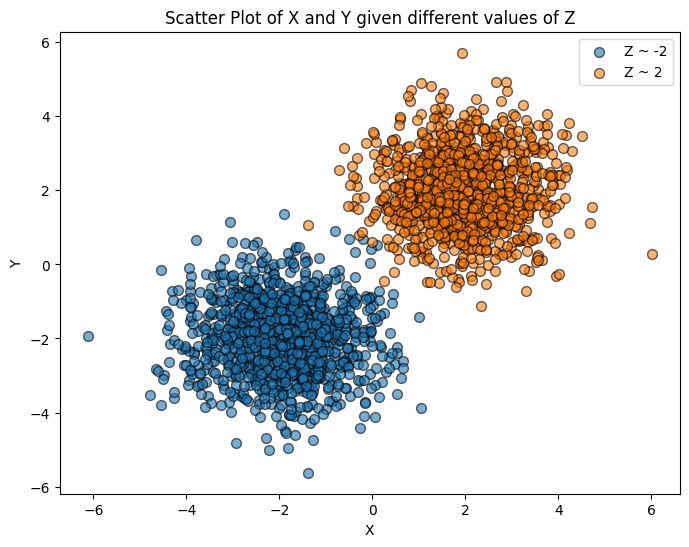 Scatter Plot of X and Y given different values of Z
Z ~ -2
Z ~ 2
6
4
2
0
−2
−4
−6
Y
−6 −4 −2 0 2 4 6
X